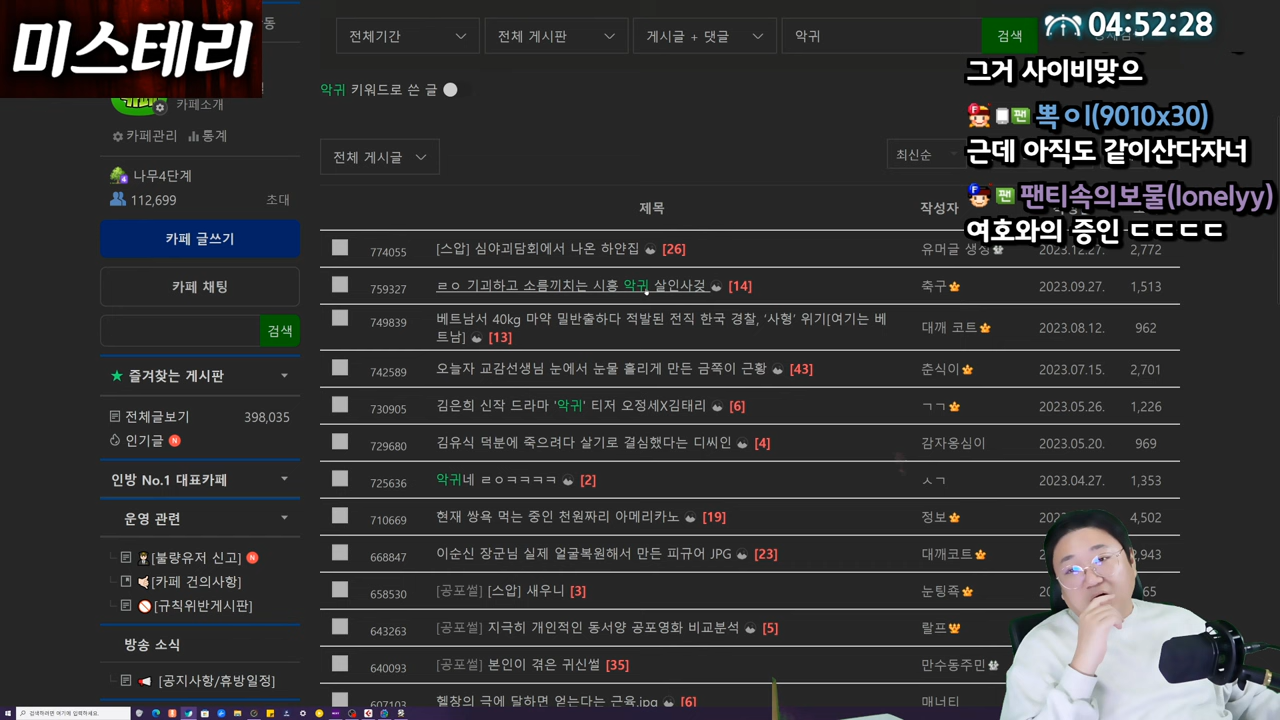 미스테리
동
카페소개
카페관리 통계
나무4단계
112,699 초대
카페 글쓰기
카페 채팅
검색
즐겨찾는 게시판
전체글보기 398,035
인기글 N
인방 No.1 대표카페
운영 관련
[불량유저 신고] N
[카페 건의사항]
[규칙위반게시판]
방송 소식
[공지사항/휴방일정]
전체기간 전체 게시판 게시글 + 댓글 악귀 검색
악귀 키워드로 쓴 글
전체 게시글 최신순
제목 작성자
774055 [스압] 심야괴담회에서 나온 하얀집 [26] 유머글 생성 2023.12.27. 2,772
759327 ㄹㅇ 기괴하고 소름끼치는 시흥 악귀 살인사겆 [14] 축구 2023.09.27. 1,513
749839 베트남서 40kg 마약 밀반출하다 적발된 전직 한국 경찰, '사형' 위기[여기는 베
트남] [13] 대깨 코트 2023.08.12. 962
742589 오늘자 교감선생님 눈에서 눈물 흘리게 만든 금쪽이 근황 [43] 춘식이 2023.07.15. 2,701
730905 김은희 신작 드라마 '악귀' 티저 오정세X김태리 [6] ㄱㄱ 2023.05.26. 1,226
729680 김유식 덕분에 죽으려다 살기로 결심했다는 디씨인 [4] 감자옹심이 2023.05.20. 969
725636 악귀네 ㄹㅇㅋㅋㅋㅋ [2] ㅅㄱ 2023.04.27. 1,353
710669 현재 쌍욕 먹는 중인 천원짜리 아메리카노 [19] 정보 4,502
이순신 장군님 실제 얼굴복원해서 만든 피규어 JPG [23] 대깨코트
658530 [공포썰] [스압] 새우니 [3] 눈팅죡
643263 [공포썰] 지극히 개인적인 동서양 공포영화 비교분석 [5] 랄프
640093 [공포썰] 본인이 겪은 귀신썰 [35] 만수동주민
607103 헬창의 극에 달하면 얻는다는 근육.jpg [6] 매너티
04:52:28
그거 사이비맞으
팬 뽁이(9010x30)
근데 아직도 같이산다자너
팬 팬티속의보물(lonelyy)
여호와의 증인 ㄷㄷㄷㄷ
검색하려면 여기에 입력하세요.